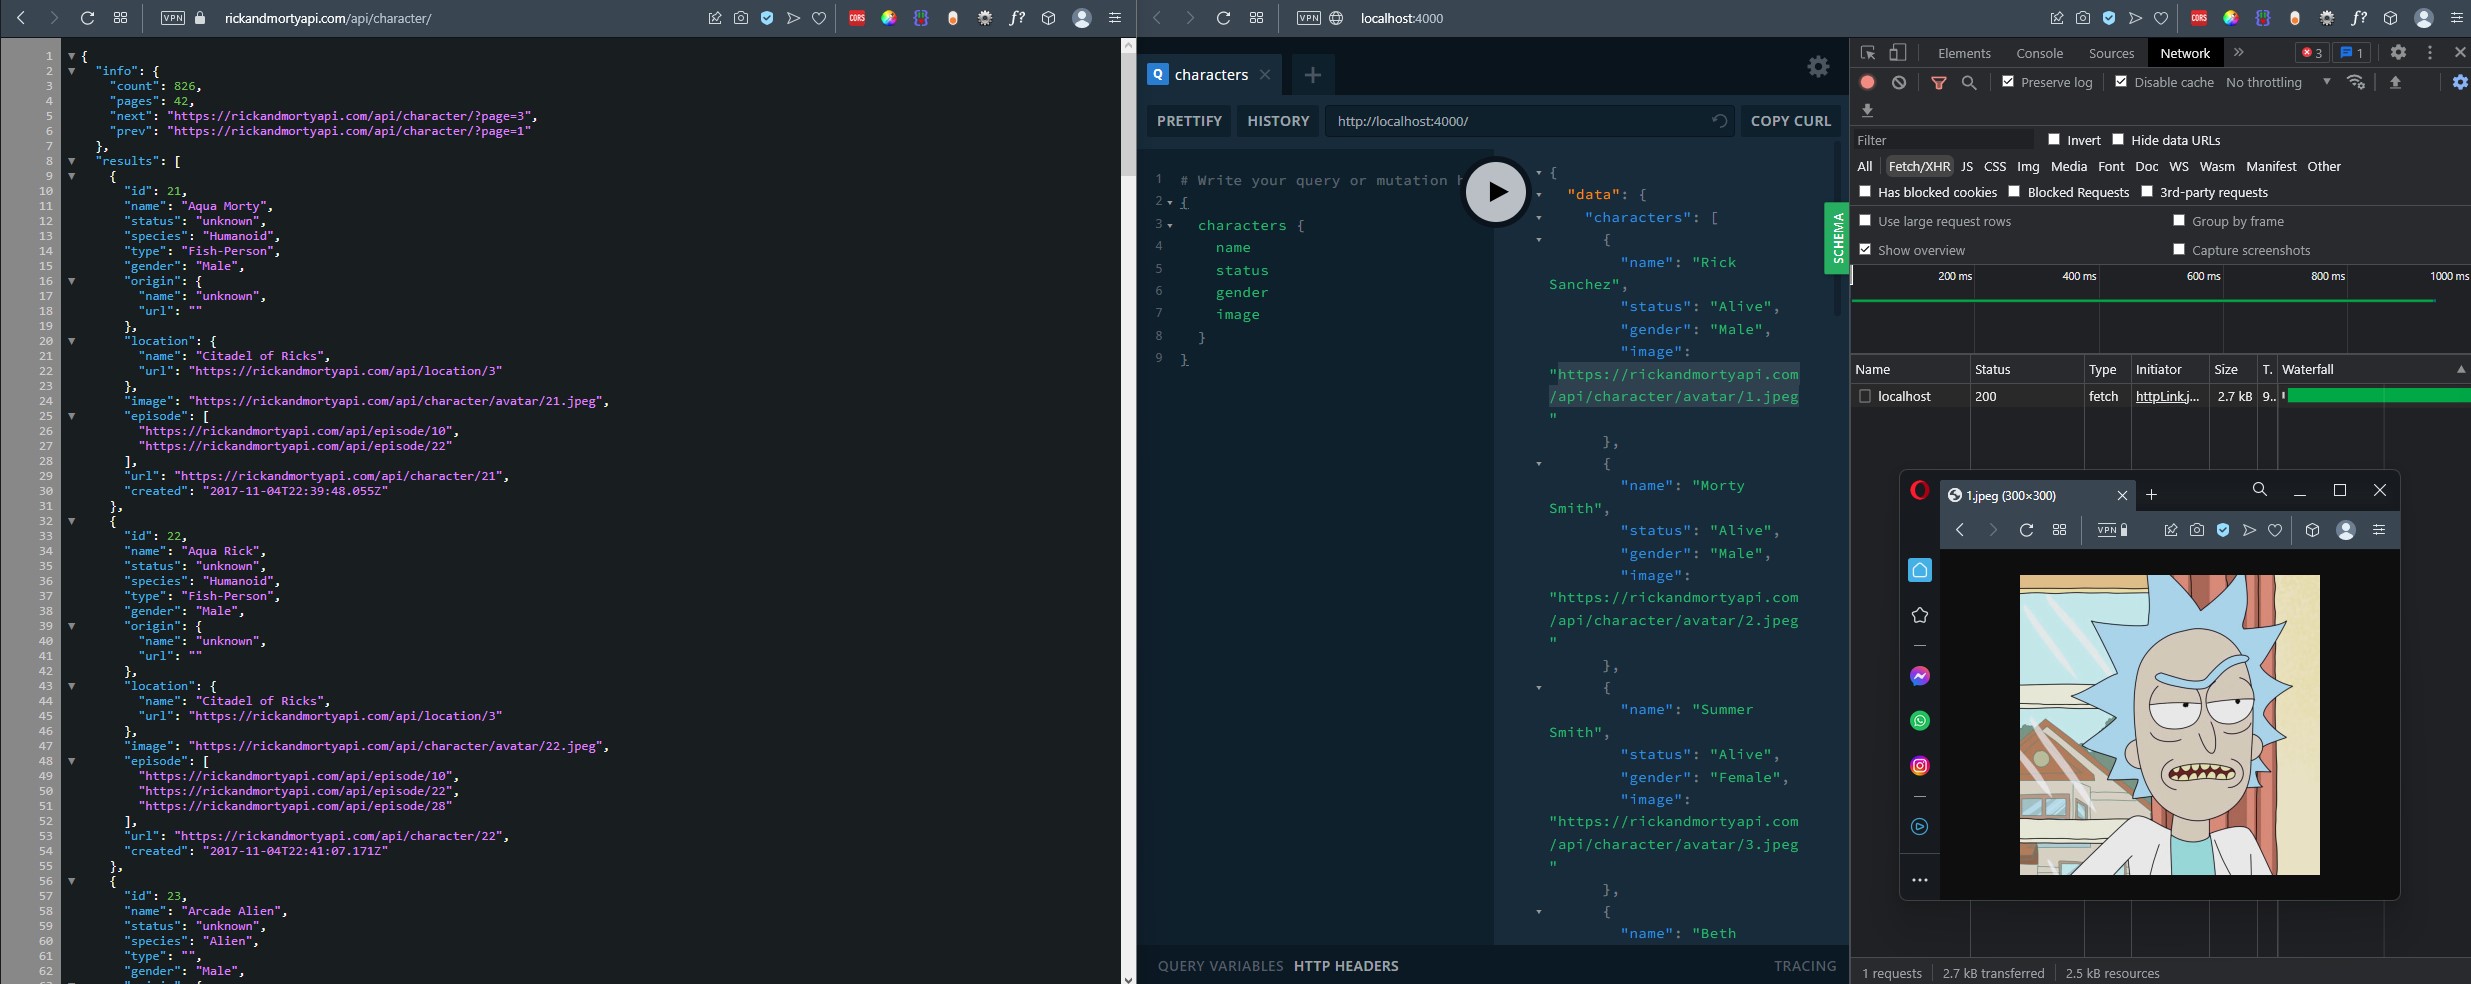 VPN rickandmortyapi.com/api/character/
CORS
f?
1 {
2 "info": {
3 "count": 826,
4 "pages": 42,
5 "next": "https://rickandmortyapi.com/api/character/?page=3",
6 "prev": "https://rickandmortyapi.com/api/character/?page=1"
7 },
8 "results": [
9 {
10 "id": 21,
11 "name": "Aqua Morty",
12 "status": "unknown",
13 "species": "Humanoid",
14 "type": "Fish-Person",
15 "gender": "Male",
16 "origin": {
17 "name": "unknown",
18 "url": ""
19 },
20 "location": {
21 "name": "Citadel of Ricks",
22 "url": "https://rickandmortyapi.com/api/location/3"
23 },
24 "image": "https://rickandmortyapi.com/api/character/avatar/21.jpeg",
25 "episode": [
26 "https://rickandmortyapi.com/api/episode/10",
27 "https://rickandmortyapi.com/api/episode/22"
28 ],
29 "url": "https://rickandmortyapi.com/api/character/21",
30 "created": "2017-11-04T22:39:48.055Z"
31 },
32 {
33 "id": 22,
34 "name": "Aqua Rick",
35 "status": "unknown",
36 "species": "Humanoid",
37 "type": "Fish-Person",
38 "gender": "Male",
39 "origin": {
40 "name": "unknown",
41 "url": ""
42 },
43 "location": {
44 "name": "Citadel of Ricks",
45 "url": "https://rickandmortyapi.com/api/location/3"
46 },
47 "image": "https://rickandmortyapi.com/api/character/avatar/22.jpeg",
48 "episode": [
49 "https://rickandmortyapi.com/api/episode/10",
50 "https://rickandmortyapi.com/api/episode/22",
51 "https://rickandmortyapi.com/api/episode/28"
52 ],
53 "url": "https://rickandmortyapi.com/api/character/22",
54 "created": "2017-11-04T22:41:07.171Z"
55 },
56 {
57 "id": 23,
58 "name": "Arcade Alien",
59 "status": "unknown",
60 "species": "Alien",
61 "type": "",
62 "gender": "Male",
VPN localhost:4000
CORS
f?
Q characters
PRETTIFY HISTORY http://localhost:4000/ COPY CURL
1 # Write your query or mutation h
2 {
3 characters {
4 name
5 status
6 gender
7 image
8 }
9 }
{
"data": {
"characters": [
{
"name": "Rick
Sanchez",
"status": "Alive",
"gender": "Male",
"image":
"https://rickandmortyapi.com
/api/character/avatar/1.jpeg
"
},
{
"name": "Morty
Smith",
"status": "Alive",
"gender": "Male",
"image":
"https://rickandmortyapi.com
/api/character/avatar/2.jpeg
"
},
{
"name": "Summer
Smith",
"status": "Alive",
"gender": "Female",
"image":
"https://rickandmortyapi.com
/api/character/avatar/3.jpeg
"
},
{
"name": "Beth
SCHEMA
QUERY VARIABLES HTTP HEADERS TRACING
Elements Console Sources Network 3 1
Preserve log Disable cache No throttling
Filter Invert Hide data URLs
All Fetch/XHR JS CSS Img Media Font Doc WS Wasm Manifest Other
Has blocked cookies Blocked Requests 3rd-party requests
Use large request rows Group by frame
Show overview Capture screenshots
200 ms 400 ms 600 ms 800 ms 1000 ms
Name Status Type Initiator Size T. Waterfall
localhost 200 fetch httpLink.j... 2.7 kB 9..
1.jpeg (300×300)
VPN
1 requests 2.7 kB transferred 2.5 kB resources